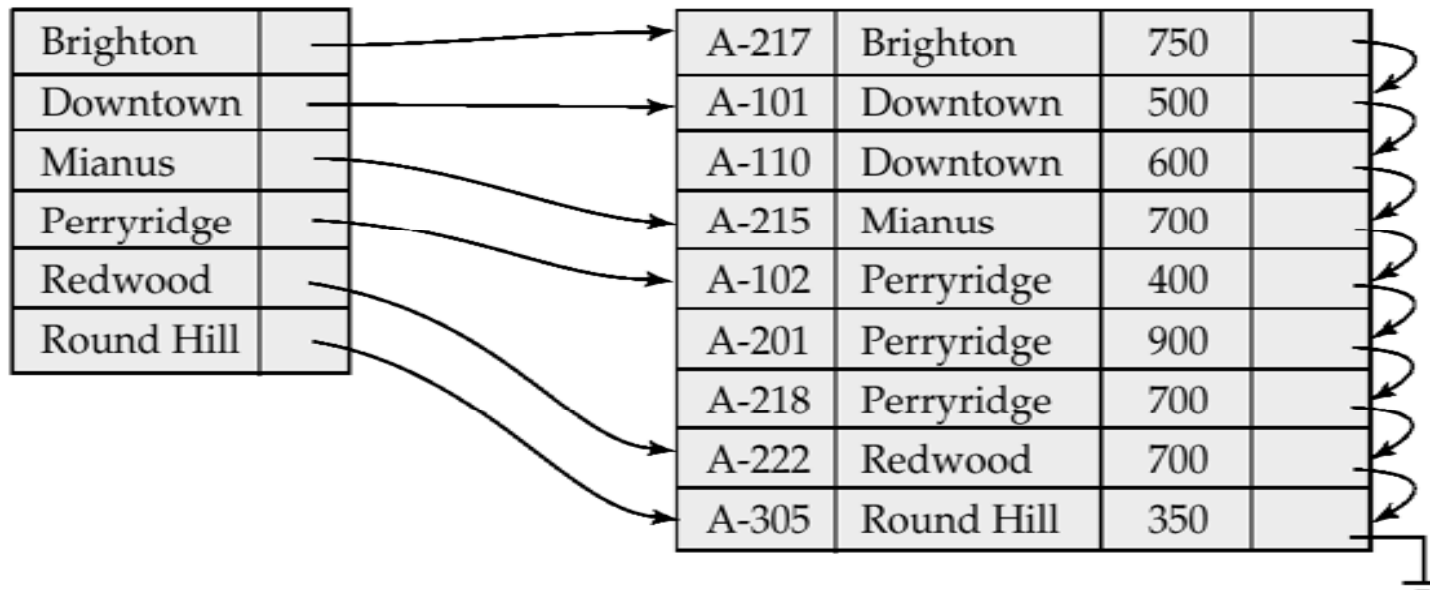 Brighton
Downtown
Mianus
Perryridge
Redwood
Round Hill
A-217 Brighton 750
A-101 Downtown 500
A-110 Downtown 600
A-215 Mianus 700
A-102 Perryridge 400
A-201 Perryridge 900
A-218 Perryridge 700
A-222 Redwood 700
A-305 Round Hill 350